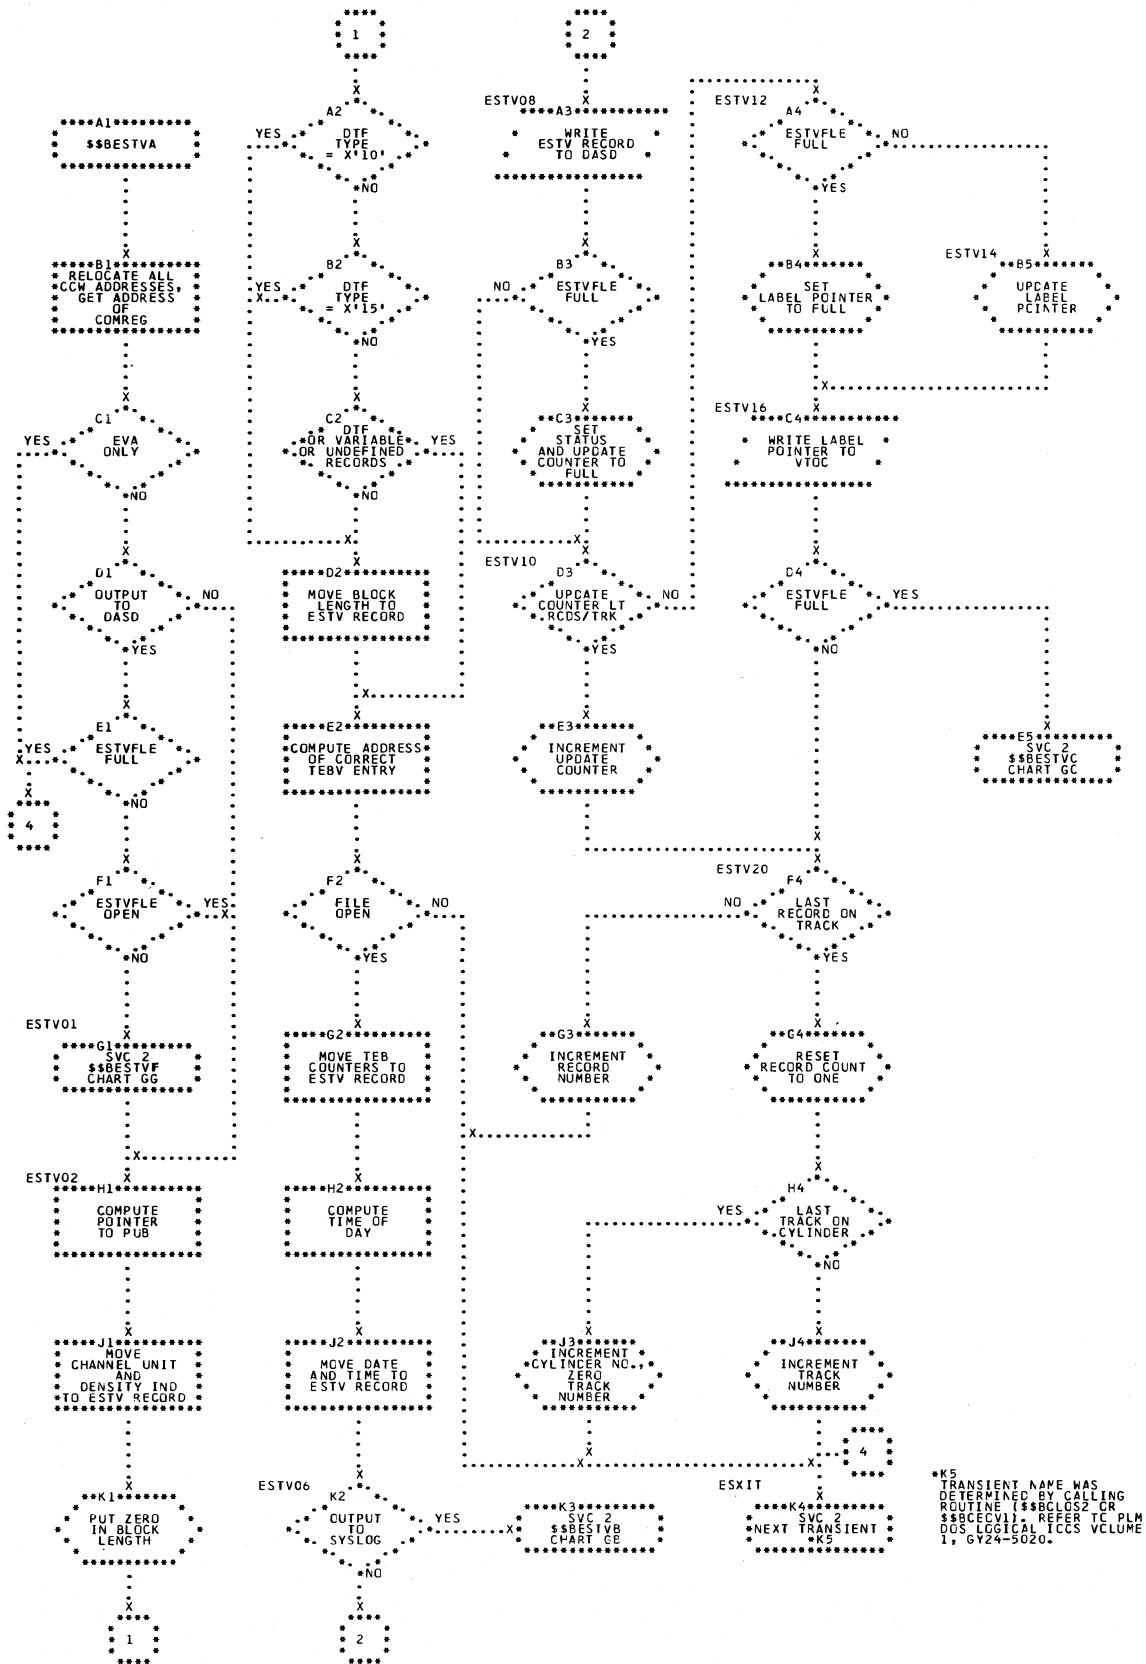 1
A2
YES
DTF
TYPE
= X'10'
NO
B2
YES
DTF
TYPE
= X'15'
NO
C2
DTF
OR VARIABLE
OR UNDEFINED
RECORDS
YES
NO
D2
MOVE BLOCK
LENGTH TO
ESTV RECORD
E2
COMPUTE ADDRESS
OF CORRECT
TEBV ENTRY
F2
FILE
OPEN
NO
YES
G2
MOVE TEB
COUNTERS TO
ESTV RECORD
H2
COMPUTE
TIME OF
DAY
J2
MOVE DATE
AND TIME TO
ESTV RECORD
ESTV06
K2
OUTPUT
TO
SYSLOG
YES
NO
2
A1
$$BESTVA
B1
RELOCATE ALL
CCW ADDRESSES,
GET ADDRESS
OF
COMREG
C1
YES
EVA
ONLY
NO
D1
OUTPUT
TO
DASD
NO
YES
E1
YES
ESTVFLE
FULL
NO
4
F1
ESTVFLE
OPEN
YES
NO
ESTV01
G1
SVC 2
$$BESTVF
CHART GG
ESTV02
H1
COMPUTE
POINTER
TO PUB
J1
MOVE
CHANNEL UNIT
AND
DENSITY IND
TO ESTV RECORD
K1
PUT ZERO
IN BLOCK
LENGTH
1
2
ESTV08
A3
WRITE
ESTV RECORD
TO DASD
B3
NO
ESTVFLE
FULL
YES
C3
SET
STATUS
AND UPDATE
COUNTER TO
FULL
ESTV10
D3
UPDATE
COUNTER LT
RCDS/TRK
NO
YES
E3
INCREMENT
UPDATE
COUNTER
G3
INCREMENT
RECORD
NUMBER
J3
INCREMENT
CYLINDER NO.,
ZERO
TRACK
NUMBER
K3
SVC 2
$$BESTVB
CHART GB
ESTV12
A4
ESTVFLE
FULL
NO
YES
B4
SET
LABEL POINTER
TO FULL
ESTV14
B5
UPDATE
LABEL
POINTER
ESTV16
C4
WRITE LABEL
POINTER TO
VTOC
D4
ESTVFLE
FULL
YES
NO
E5
SVC 2
$$BESTVC
CHART GC
ESTV20
F4
NO
LAST
RECORD ON
TRACK
YES
G4
RESET
RECORD COUNT
TO ONE
H4
YES
LAST
TRACK ON
CYLINDER
NO
J4
INCREMENT
TRACK
NUMBER
4
ESXIT
K4
SVC 2
NEXT TRANSIENT
*K5
*K5
TRANSIENT NAME WAS
DETERMINED BY CALLING
ROUTINE ($$BCLOS2 OR
$$BCECV1). REFER TO PLM
DOS LOGICAL IOCS VOLUME
1, GY24-5020.